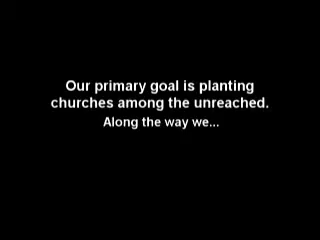 Our primary goal is planting
churches among the unreached.
Along the way we...